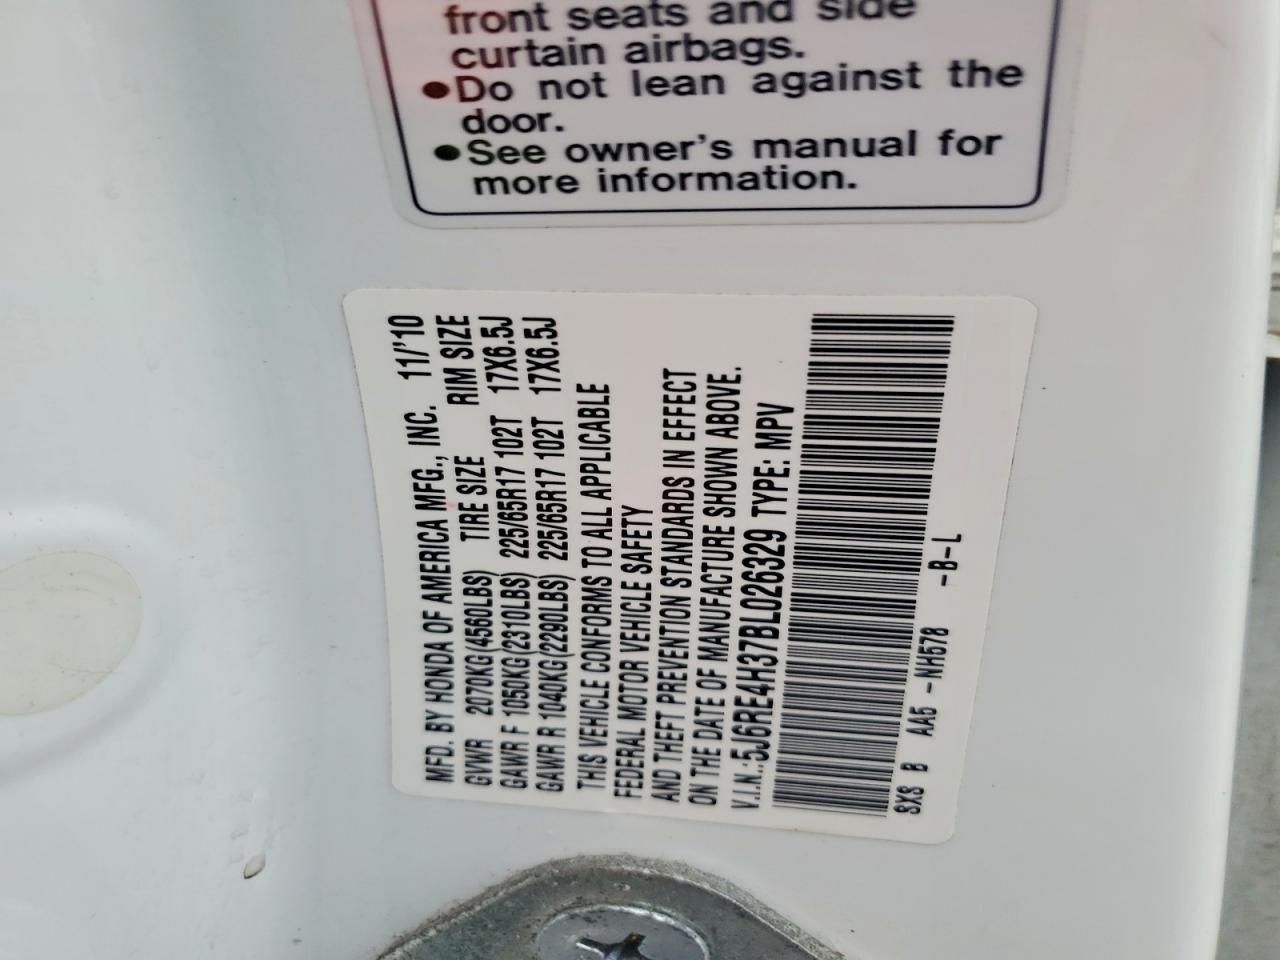 front seats and side
curtain airbags.
●Do not lean against the
door.
●See owner's manual for
more information.
MFD. BY HONDA OF AMERICA MFG., INC. 11/'10
GVWR 2070KG(4560LBS) TIRE SIZE RIM SIZE
GAWR F 1050KG(2310LBS) 225/65R17 102T 17X6.5J
GAWR R 1040KG(2290LBS) 225/65R17 102T 17X6.5J
THIS VEHICLE CONFORMS TO ALL APPLICABLE
FEDERAL MOTOR VEHICLE SAFETY
AND THEFT PREVENTION STANDARDS IN EFFECT
ON THE DATE OF MANUFACTURE SHOWN ABOVE.
V.I.N.:5J6RE4H37BL026329 TYPE: MPV
SXS B AA5 -NH578 -B-L